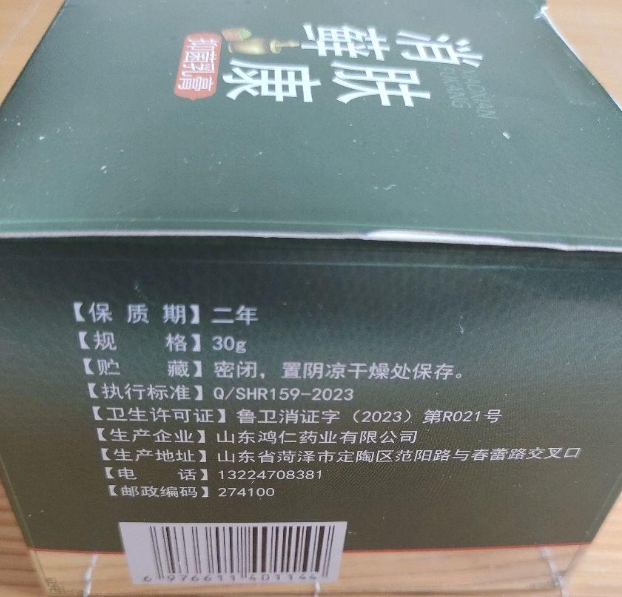 消藓
肤康
抑菌乳膏
【保质期】二年
【规格】30g
【贮藏】密闭，置阴凉干燥处保存。
【执行标准】Q/SHR159-2023
【卫生许可证】鲁卫消证字（2023）第R021号
【生产企业】山东鸿仁药业有限公司
【生产地址】山东省菏泽市定陶区范阳路与春蕾路交叉口
【电话】13224708381
【邮政编码】274100
6 976611 401144